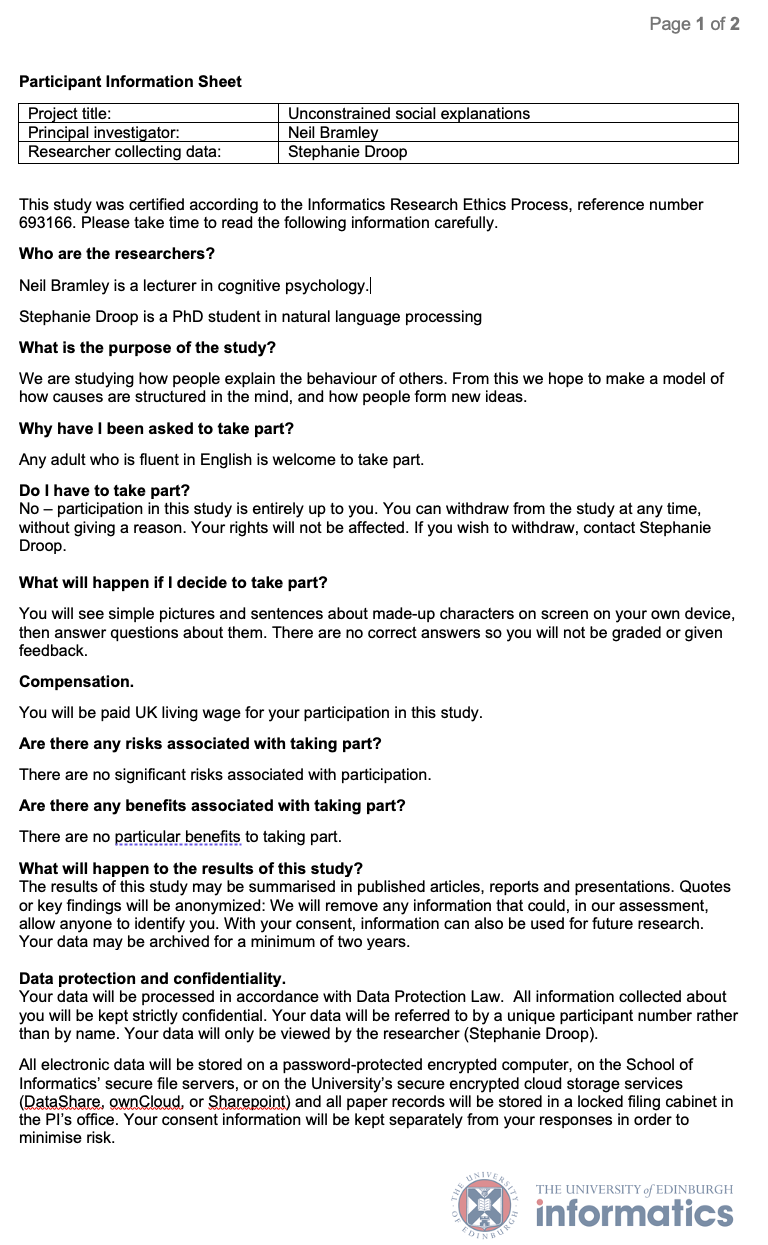 Page 1 of 2
Participant Information Sheet
Project title: Unconstrained social explanations
Principal investigator: Neil Bramley
Researcher collecting data: Stephanie Droop
This study was certified according to the Informatics Research Ethics Process, reference number
693166. Please take time to read the following information carefully.
Who are the researchers?
Neil Bramley is a lecturer in cognitive psychology.
Stephanie Droop is a PhD student in natural language processing
What is the purpose of the study?
We are studying how people explain the behaviour of others. From this we hope to make a model of
how causes are structured in the mind, and how people form new ideas.
Why have I been asked to take part?
Any adult who is fluent in English is welcome to take part.
Do I have to take part?
No – participation in this study is entirely up to you. You can withdraw from the study at any time,
without giving a reason. Your rights will not be affected. If you wish to withdraw, contact Stephanie
Droop.
What will happen if I decide to take part?
You will see simple pictures and sentences about made-up characters on screen on your own device,
then answer questions about them. There are no correct answers so you will not be graded or given
feedback.
Compensation.
You will be paid UK living wage for your participation in this study.
Are there any risks associated with taking part?
There are no significant risks associated with participation.
Are there any benefits associated with taking part?
There are no particular benefits to taking part.
What will happen to the results of this study?
The results of this study may be summarised in published articles, reports and presentations. Quotes
or key findings will be anonymized: We will remove any information that could, in our assessment,
allow anyone to identify you. With your consent, information can also be used for future research.
Your data may be archived for a minimum of two years.
Data protection and confidentiality.
Your data will be processed in accordance with Data Protection Law.  All information collected about
you will be kept strictly confidential. Your data will be referred to by a unique participant number rather
than by name. Your data will only be viewed by the researcher (Stephanie Droop).
All electronic data will be stored on a password-protected encrypted computer, on the School of
Informatics’ secure file servers, or on the University’s secure encrypted cloud storage services
(DataShare, ownCloud, or Sharepoint) and all paper records will be stored in a locked filing cabinet in
the PI’s office. Your consent information will be kept separately from your responses in order to
minimise risk.
THE UNIVERSITY OF EDINBURGH
THE UNIVERSITY of EDINBURGH
informatics